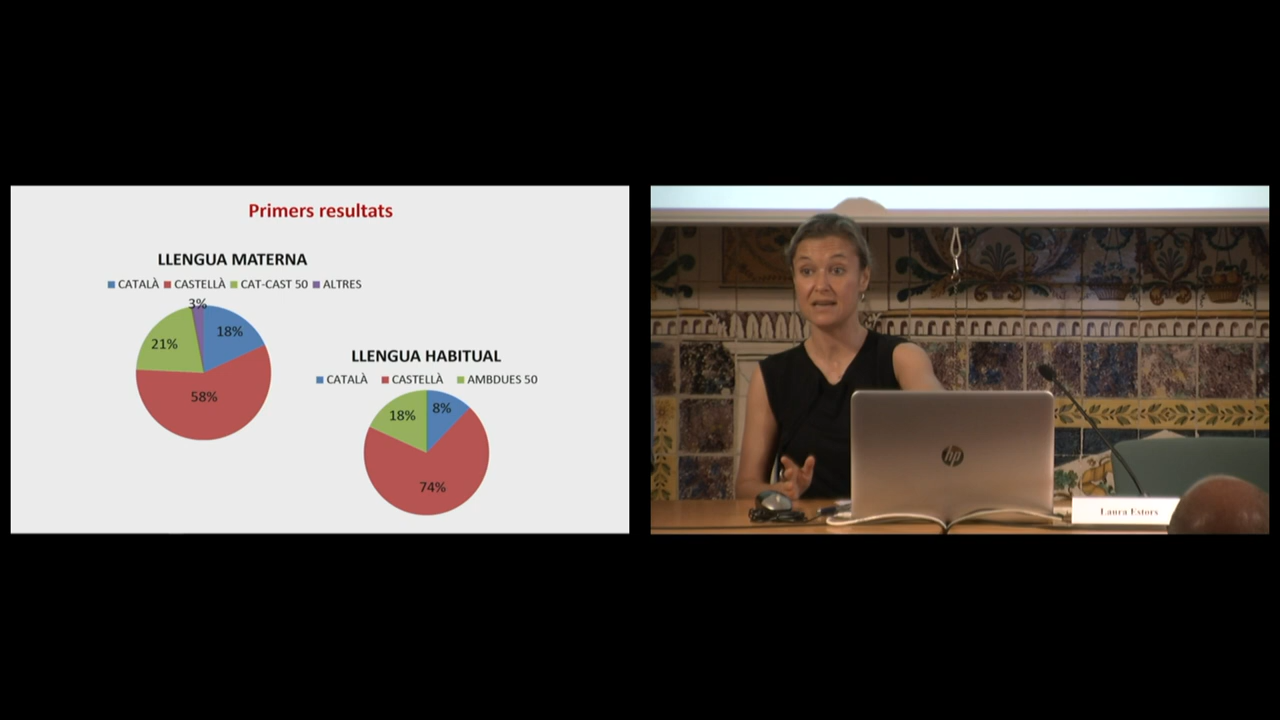 Primers resultats
LLENGUA MATERNA
CATALÀ CASTELLÀ CAT-CAST 50 ALTRES
3%
18%
21%
58%
LLENGUA HABITUAL
CATALÀ CASTELLÀ AMBDUES 50
8%
18%
74%
hp
Laura Estors